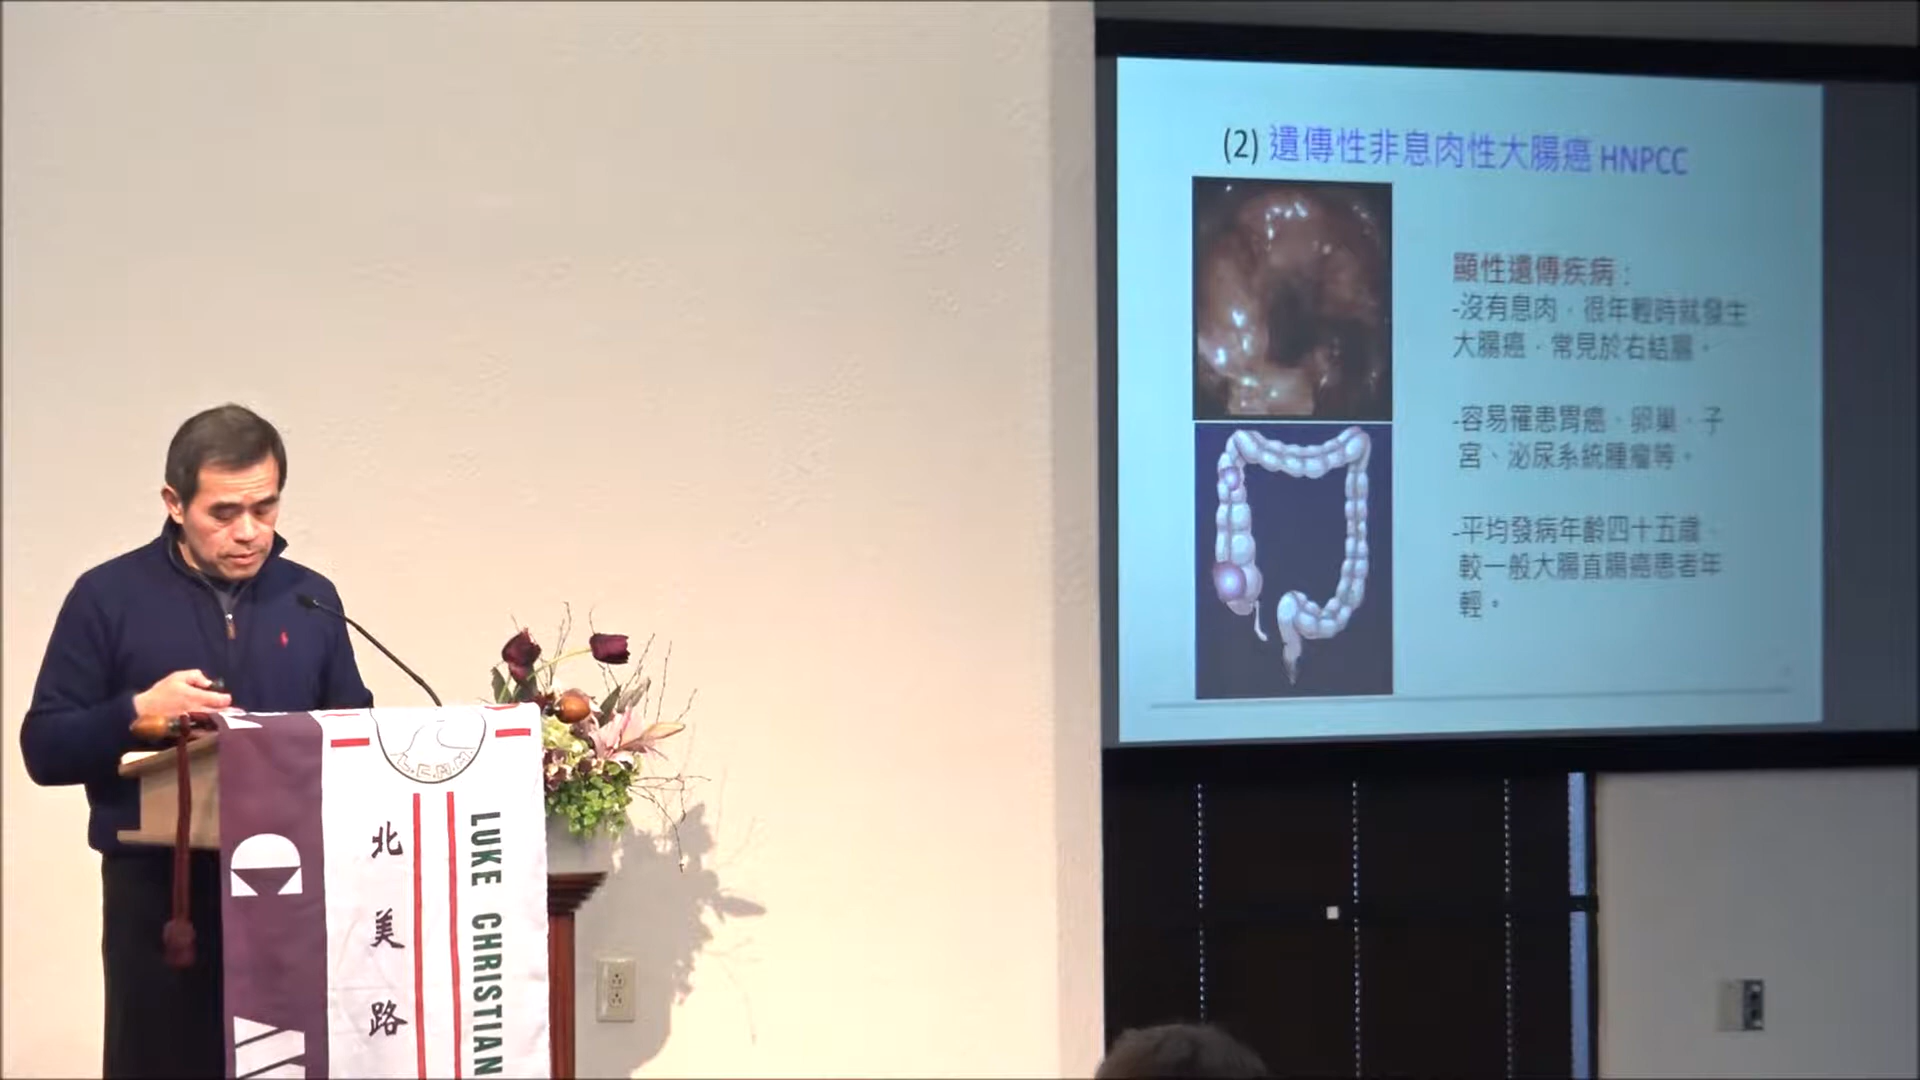 (2) 遺傳性非息肉性大腸癌 HNPCC
顯性遺傳疾病：
-沒有息肉，很年輕時就發生
大腸癌，常見於右結腸。
-容易罹患胃癌、卵巢、子
宮、泌尿系統腫瘤等。
-平均發病年齡四十五歲、
較一般大腸直腸癌患者年
輕。
L.C.M.M.
北美路
LUKE CHRISTIAN